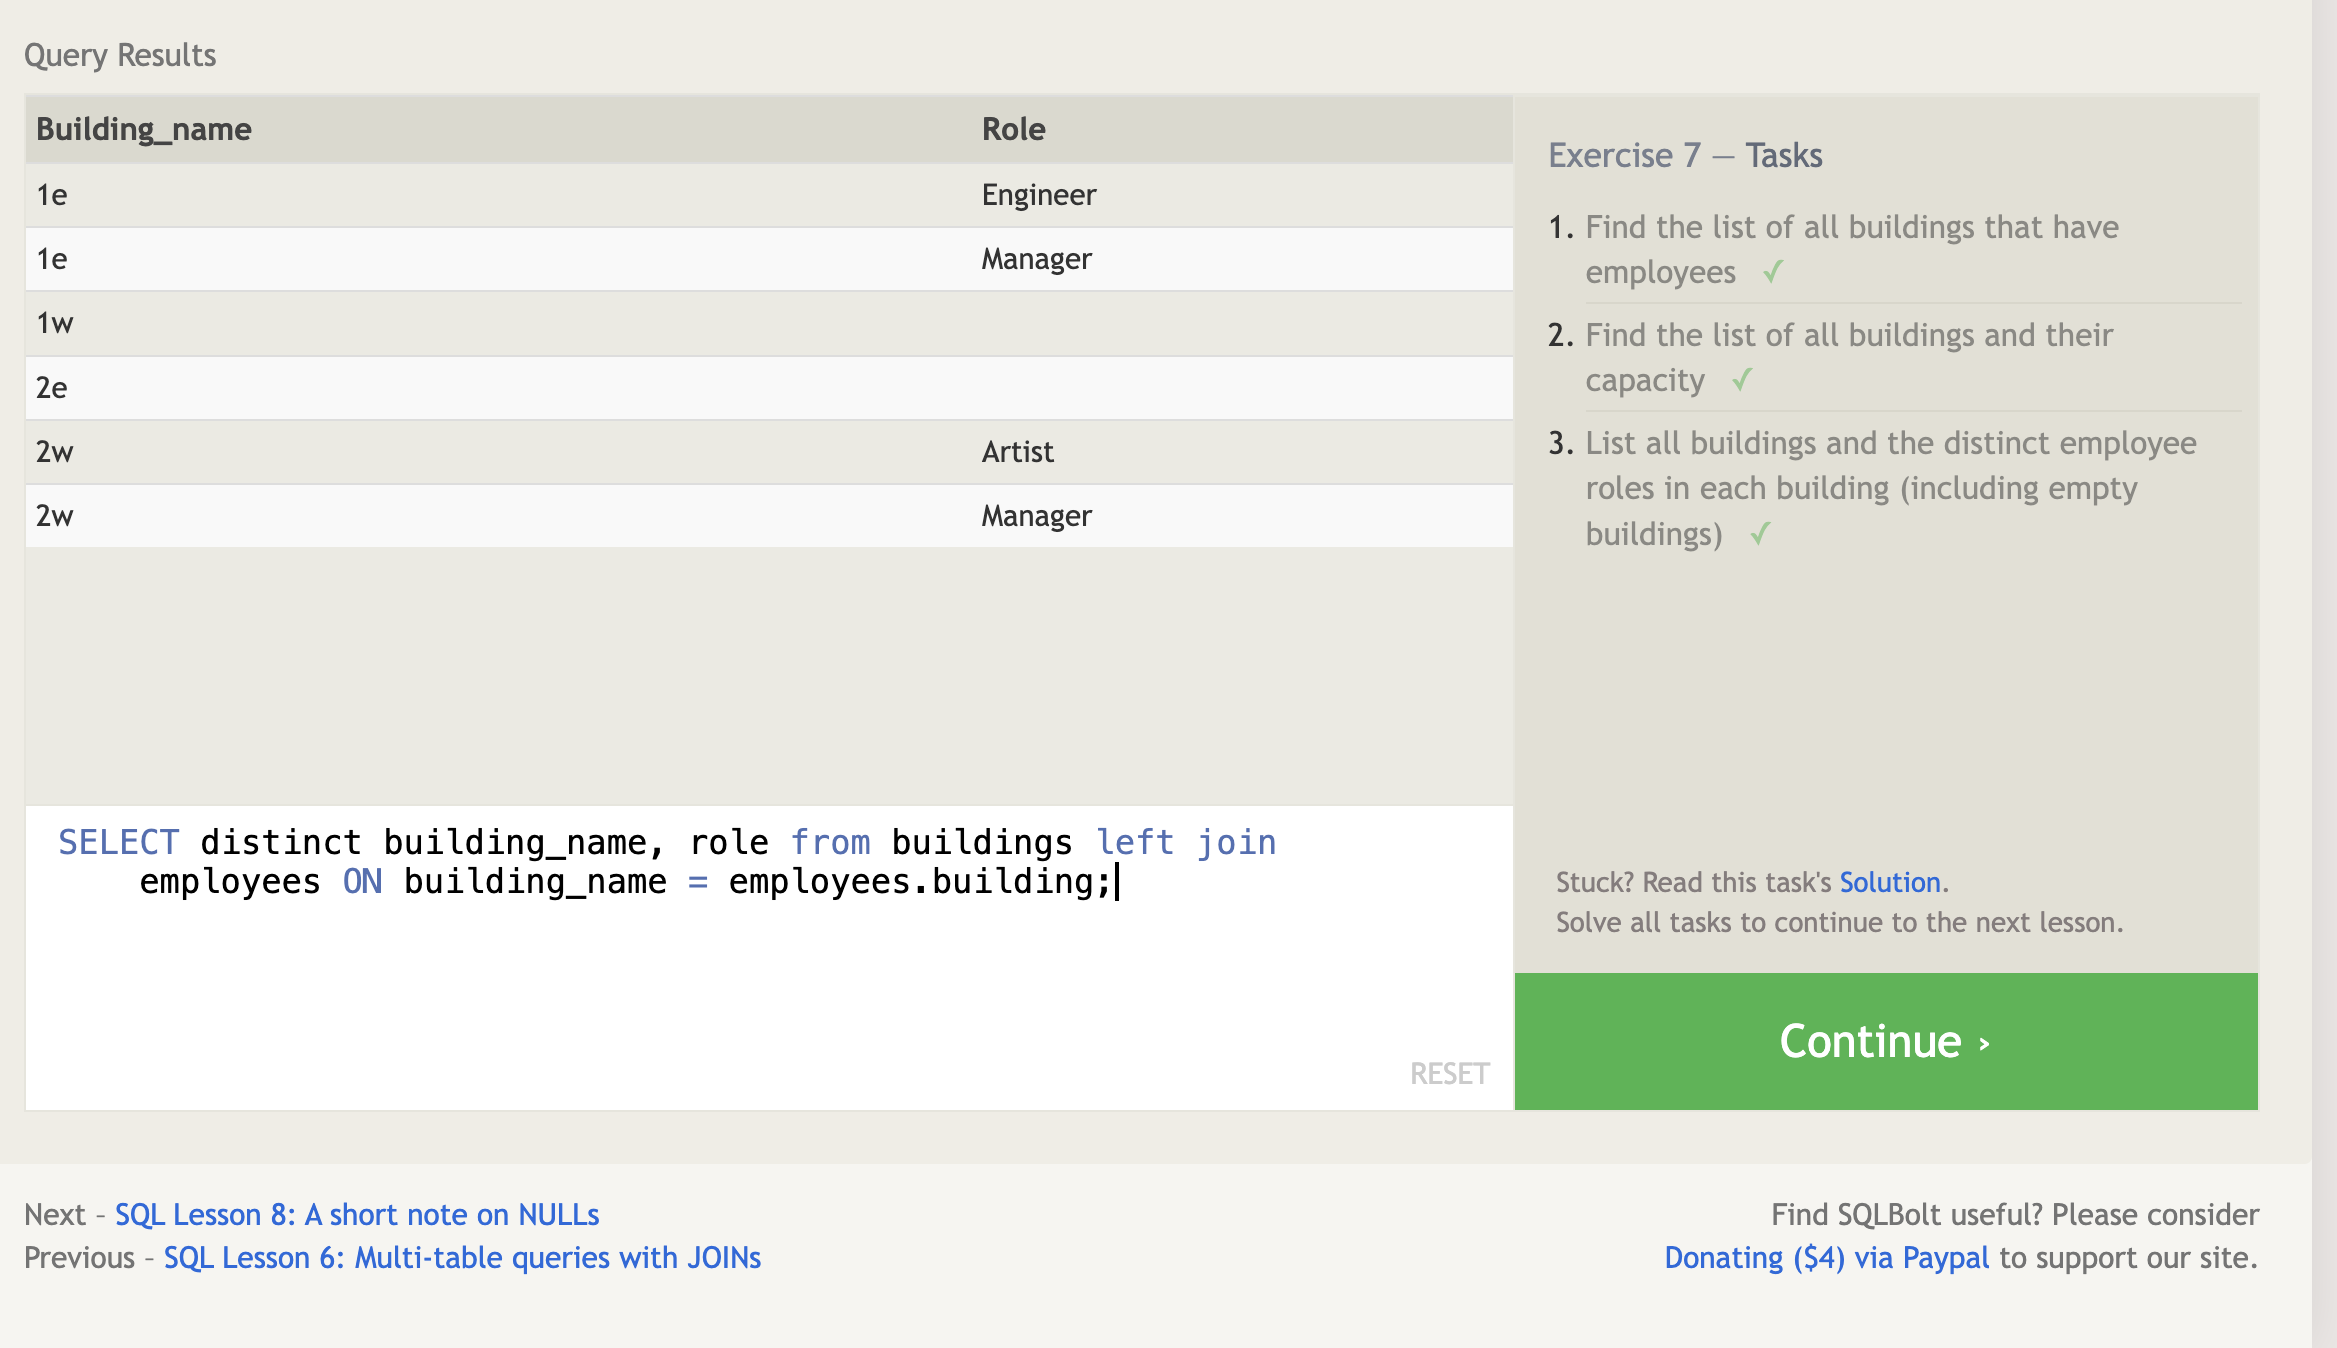 Query Results
Building_name Role
1e Engineer
1e Manager
1w
2e
2w Artist
2w Manager
SELECT distinct building_name, role from buildings left join
employees ON building_name = employees.building;
RESET
Exercise 7 — Tasks
1. Find the list of all buildings that have
employees ✓
2. Find the list of all buildings and their
capacity ✓
3. List all buildings and the distinct employee
roles in each building (including empty
buildings) ✓
Stuck? Read this task's Solution.
Solve all tasks to continue to the next lesson.
Continue ›
Next – SQL Lesson 8: A short note on NULLs
Previous – SQL Lesson 6: Multi-table queries with JOINs
Find SQLBolt useful? Please consider
Donating ($4) via Paypal to support our site.